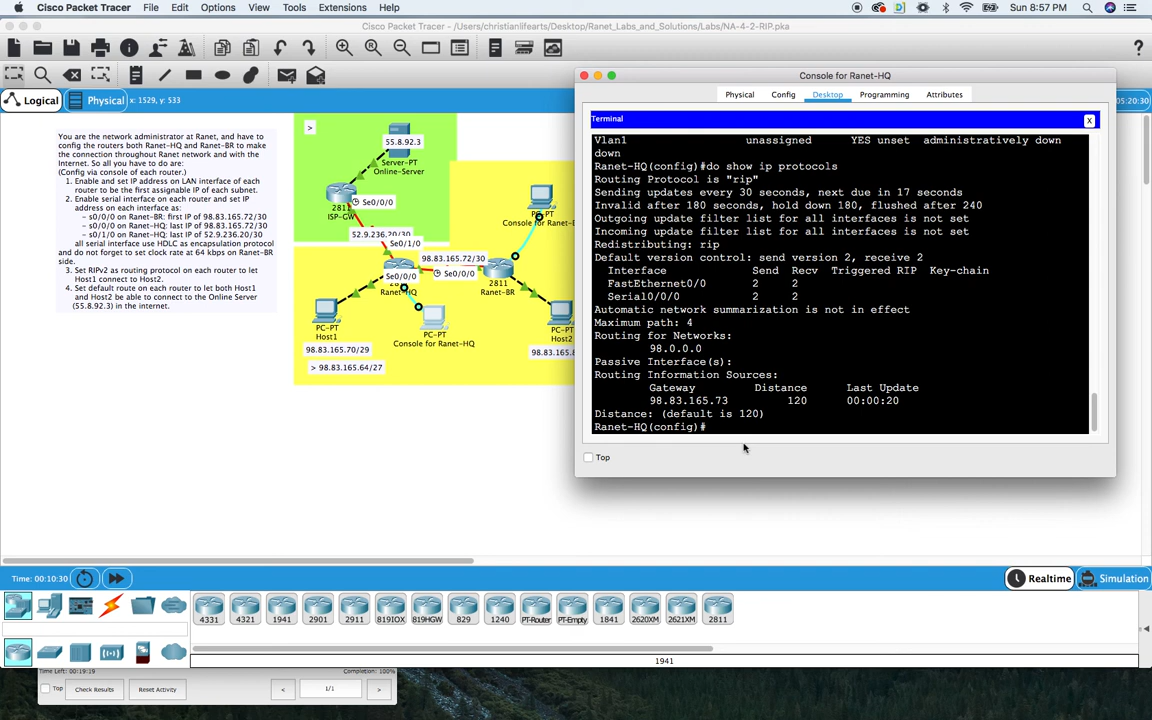 Cisco Packet Tracer File Edit Options View Tools Extensions Help Sun 8:57 PM
Cisco Packet Tracer - /Users/christianlifearts/Desktop/Ranet_Labs_and_Solutions/Labs/NA-4-2-RIP.pka
Logical Physical x: 1529, y: 533
05:20:30
You are the network administrator at Ranet, and have to
config the routers both Ranet-HQ and Ranet-BR to make
the connection throughout Ranet network and with the
Internet. So all you have to do are:
(Config via console of each router.)
1. Enable and set IP address on LAN interface of each
router to be the first assignable IP of each subnet.
2. Enable serial interface on each router and set IP
address on each interface as:
- s0/0/0 on Ranet-BR: first IP of 98.83.165.72/30
- s0/0/0 on Ranet-HQ: last IP of 98.83.165.72/30
- s0/1/0 on Ranet-HQ: last IP of 52.9.236.20/30
all serial interface use HDLC as encapsulation protocol
and do not forget to set clock rate at 64 kbps on Ranet-BR
side.
3. Set RIPv2 as routing protocol on each router to let
Host1 connect to Host2.
4. Set default route on each router to let both Host1
and Host2 be able to connect to the Online Server
(55.8.92.3) in the internet.
>
55.8.92.3
Server-PT
Online-Server
Se0/0/0
2811
ISP-GW
52.9.236.20/30
Se0/1/0
98.83.165.72/30
Se0/0/0
Se0/0/0
Ranet-HQ
2811
Ranet-BR
PC-PT
Console for Ranet-B
PC-PT
Host1
PC-PT
Console for Ranet-HQ
PC-PT
Host2
98.83.165.70/29
98.83.165.
> 98.83.165.64/27
Console for Ranet-HQ
Physical Config Desktop Programming Attributes
Terminal
X
Vlan1 unassigned YES unset administratively down
down
Ranet-HQ(config)#do show ip protocols
Routing Protocol is "rip"
Sending updates every 30 seconds, next due in 17 seconds
Invalid after 180 seconds, hold down 180, flushed after 240
Outgoing update filter list for all interfaces is not set
Incoming update filter list for all interfaces is not set
Redistributing: rip
Default version control: send version 2, receive 2
Interface Send Recv Triggered RIP Key-chain
FastEthernet0/0 2 2
Serial0/0/0 2 2
Automatic network summarization is not in effect
Maximum path: 4
Routing for Networks:
98.0.0.0
Passive Interface(s):
Routing Information Sources:
Gateway Distance Last Update
98.83.165.73 120 00:00:20
Distance: (default is 120)
Ranet-HQ(config)#
Top
Time: 00:10:30
Realtime Simulation
4331 4321 1941 2901 2911 819IOX 819HGW 829 1240 PT-Router PT-Empty 1841 2620XM 2621XM 2811
1941
Time Left: 00:19:19 Completion: 100%
Top Check Results Reset Activity < 1/1 >